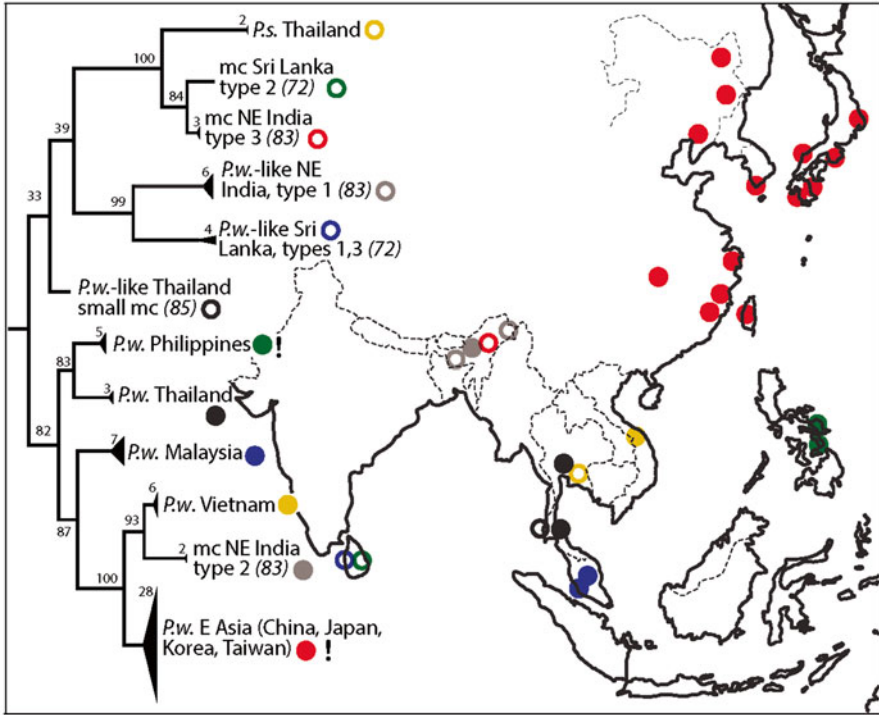 2
P.s. Thailand
100
mc Sri Lanka
type 2 (72)
84
3
mc NE India
type 3 (83)
39
6
P.w.-like NE
India, type 1 (83)
99
4
P.w.-like Sri
Lanka, types 1,3 (72)
33
P.w.-like Thailand
small mc (85)
5
P.w. Philippines !
83
3
P.w. Thailand
82
7
P.w. Malaysia
6
P.w. Vietnam
93
87
2
mc NE India
type 2 (83)
100
28
P.w. E Asia (China, Japan,
Korea, Taiwan) !